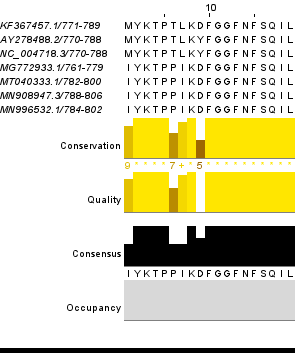 10
KF367457.1/771-789 MYKTPTLKDFGGFNFSQIL
AY278488.2/770-788 MYKTPTLKYFGGFNFSQIL
NC_004718.3/770-788 MYKTPTLKYFGGFNFSQIL
MG772933.1/761-779 IYKTPPIKDFGGFNFSQIL
MT040333.1/782-800 IYKTPPIKDFGGFNFSQIL
MN908947.3/788-806 IYKTPPIKDFGGFNFSQIL
MN996532.1/784-802 IYKTPPIKDFGGFNFSQIL
Conservation
9****7+*5**********
Quality
Consensus
IYKTPPIKDFGGFNFSQIL
Occupancy